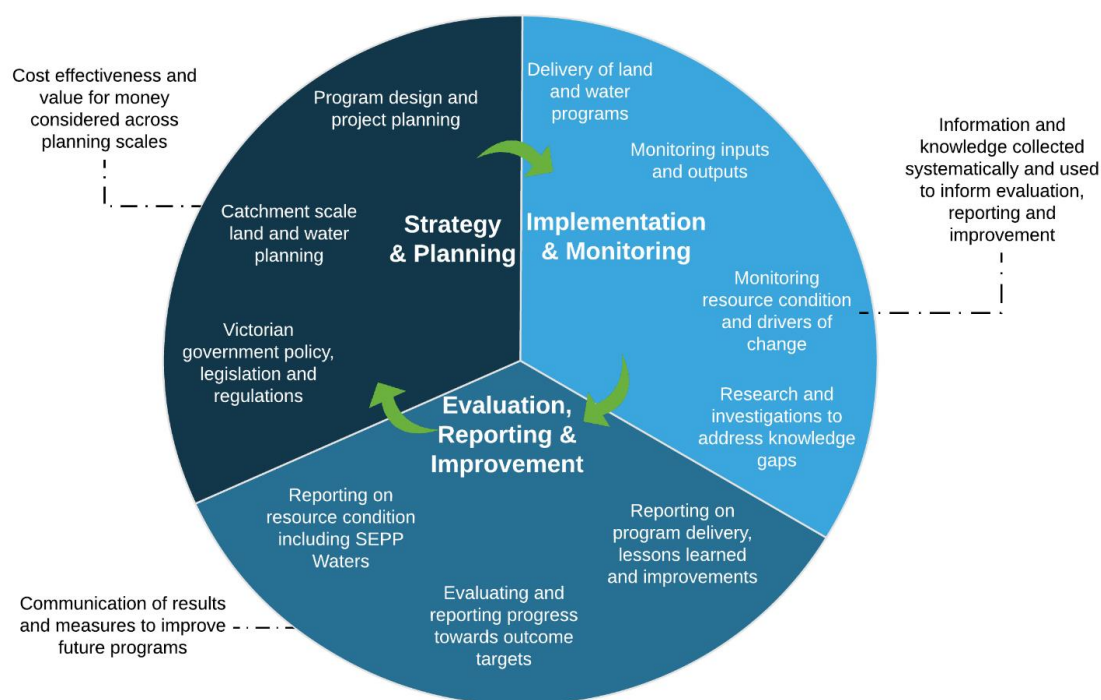 Cost effectiveness and
value for money
considered across
planning scales
Program design and
project planning
Catchment scale
land and water
planning
Victorian
government policy,
legislation and
regulations
Strategy
& Planning
Delivery of land
and water
programs
Monitoring inputs
and outputs
Implementation
& Monitoring
Monitoring
resource condition
and drivers of
change
Research and
investigations to
address knowledge
gaps
Information and
knowledge collected
systematically and used
to inform evaluation,
reporting and
improvement
Evaluation,
Reporting &
Improvement
Reporting on
program delivery,
lessons learned
and improvements
Evaluating and
reporting progress
towards outcome
targets
Reporting on
resource condition
including SEPP
Waters
Communication of results
and measures to improve
future programs